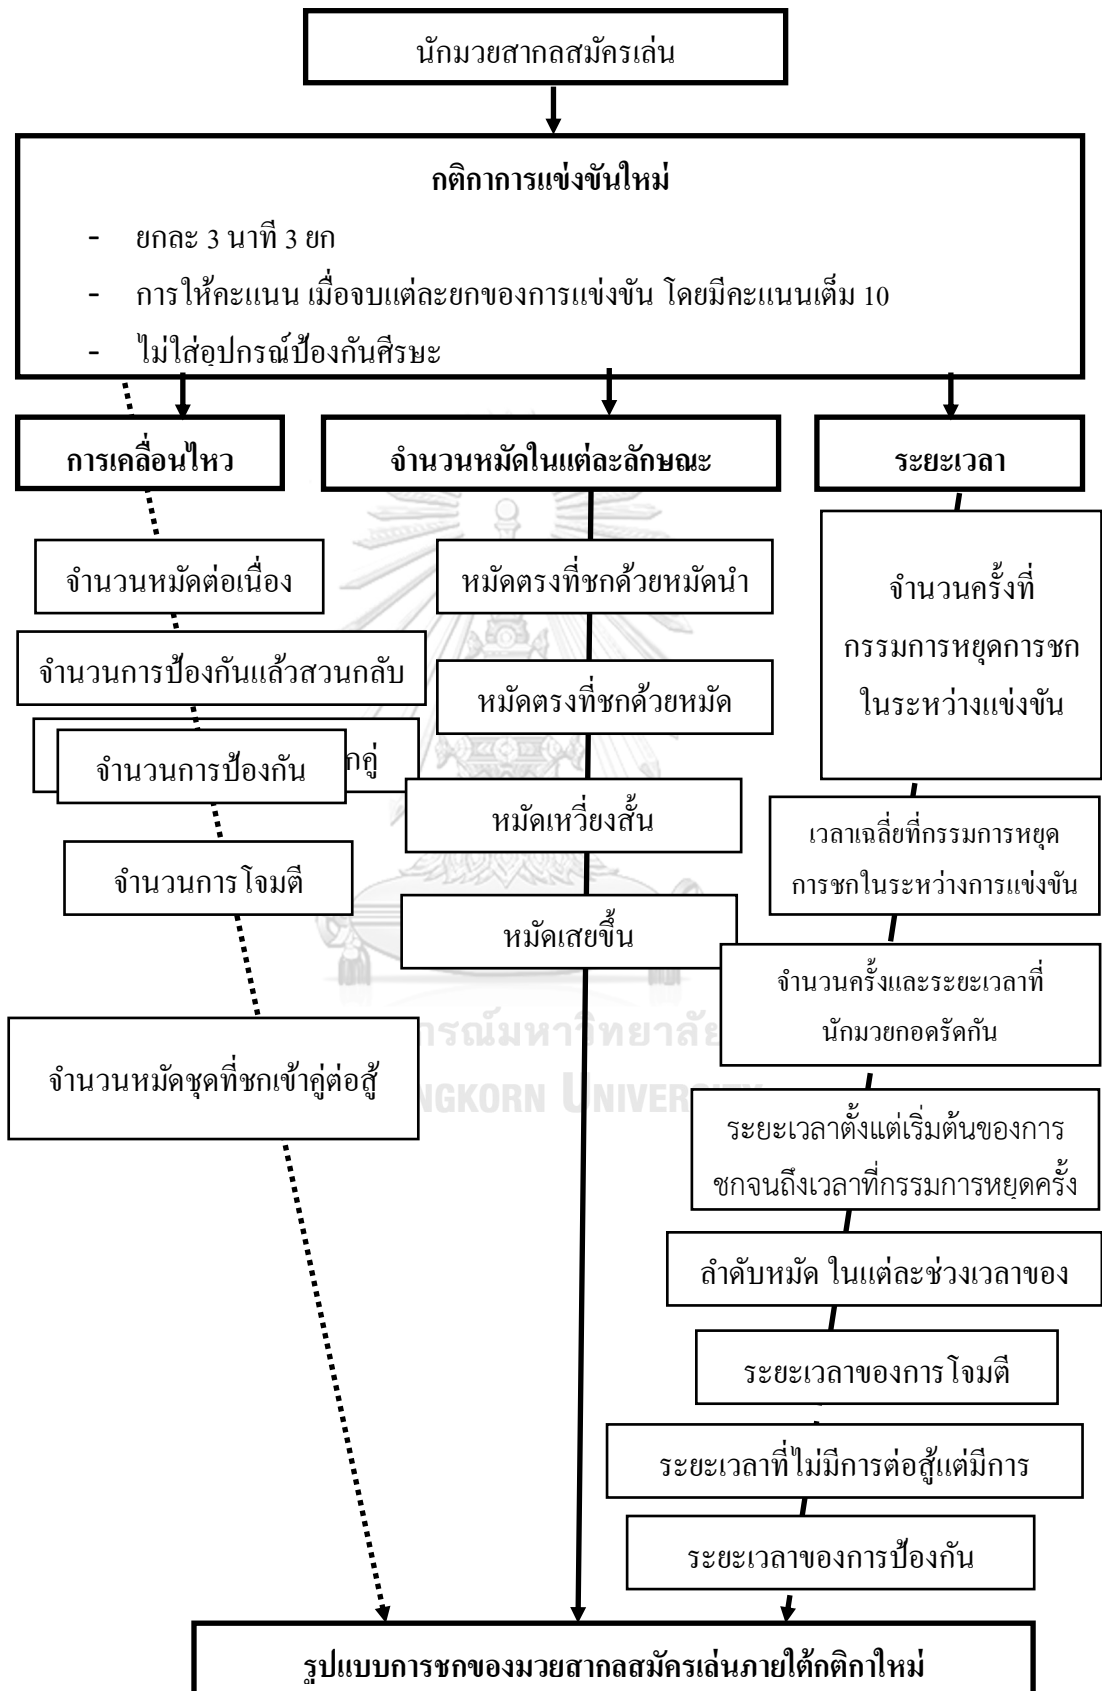 นักมวยสากลสมัครเล่น
กติกาการแข่งขันใหม่
- ยกละ 3 นาที 3 ยก
- การให้คะแนน เมื่อจบแต่ละยกของการแข่งขัน โดยมีคะแนนเต็ม 10
- ไม่ใส่อุปกรณ์ป้องกันศีรษะ
การเคลื่อนไหว
จำนวนหมัดต่อเนื่อง
จำนวนการป้องกันแล้วสวนกลับ
กคู่
จำนวนการป้องกัน
จำนวนการโจมตี
จำนวนหมัดชุดที่ชกเข้าคู่ต่อสู้
จำนวนหมัดในแต่ละลักษณะ
หมัดตรงที่ชกด้วยหมัดนำ
หมัดตรงที่ชกด้วยหมัด
หมัดเหวี่ยงสั้น
หมัดเสยขึ้น
ระยะเวลา
จำนวนครั้งที่
กรรมการหยุดการชก
ในระหว่างแข่งขัน
เวลาเฉลี่ยที่กรรมการหยุด
การชกในระหว่างการแข่งขัน
จำนวนครั้งและระยะเวลาที่
นักมวยกอดรัดกัน
ระยะเวลาตั้งแต่เริ่มต้นของการ
ชกจนถึงเวลาที่กรรมการหยุดครั้ง
ลำดับหมัด ในแต่ละช่วงเวลาของ
ระยะเวลาของการโจมตี
ระยะเวลาที่ไม่มีการต่อสู้แต่มีการ
ระยะเวลาของการป้องกัน
รูปแบบการชกของมวยสากลสมัครเล่นภายใต้กติกาใหม่
รณ์มหาวิทยาลัย
NGKORN UNIVERSITY